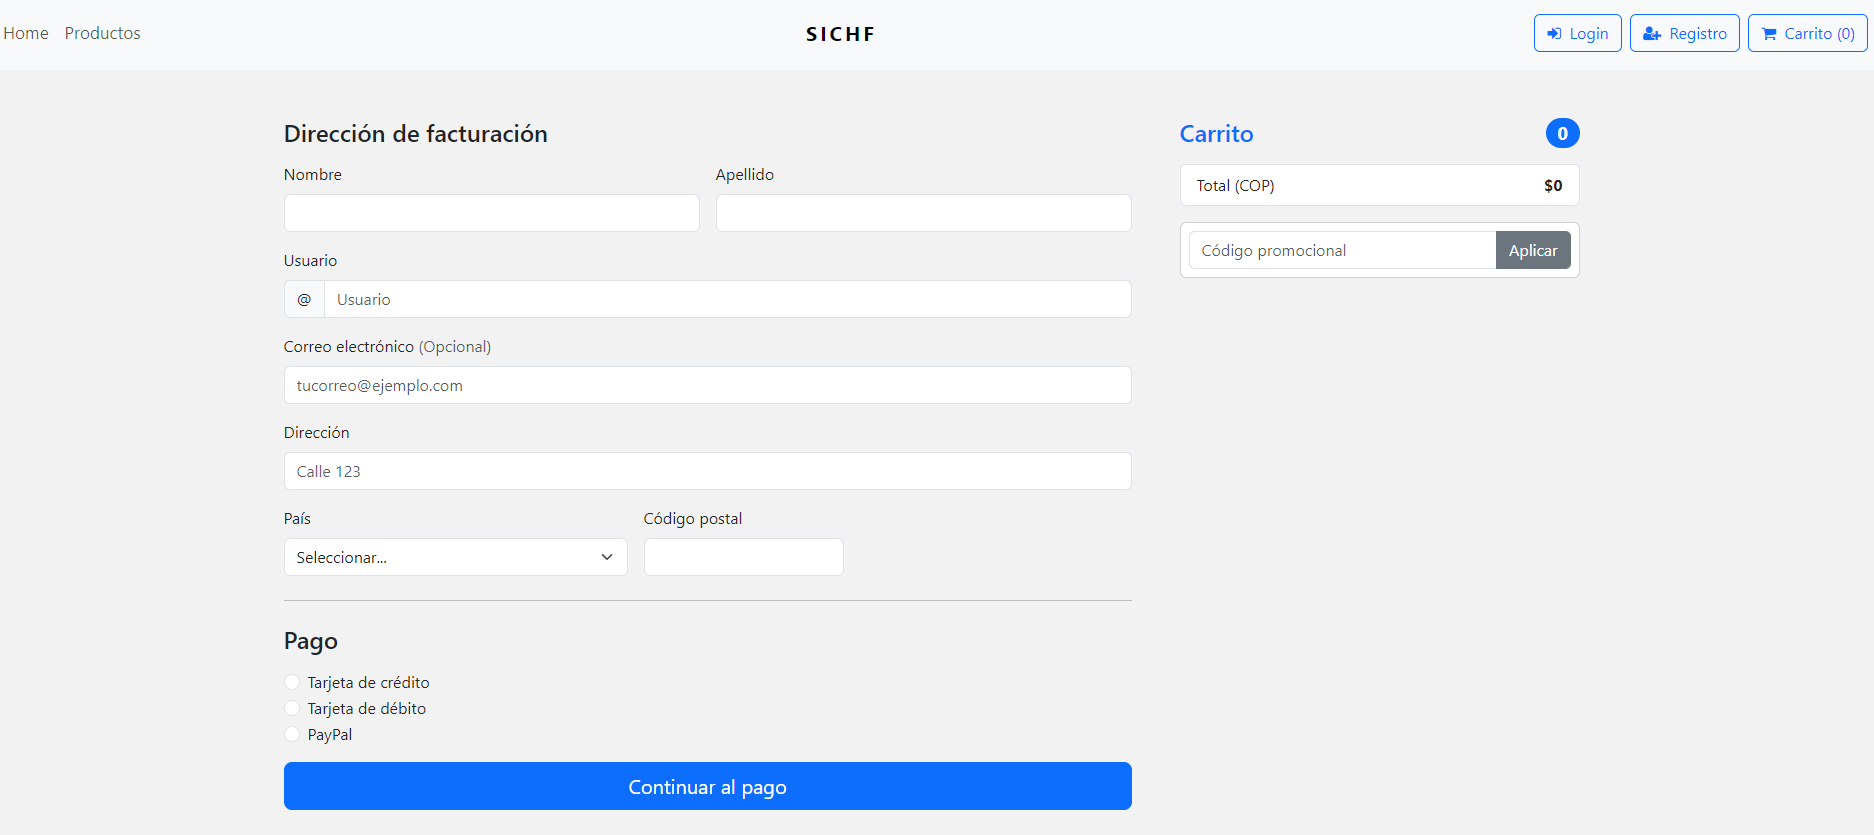 Home Productos SICHF Login Registro Carrito (0)
Dirección de facturación
Nombre Apellido
Usuario
@ Usuario
Correo electrónico (Opcional)
tucorreo@ejemplo.com
Dirección
Calle 123
País Código postal
Seleccionar...
Pago
Tarjeta de crédito
Tarjeta de débito
PayPal
Continuar al pago
Carrito 0
Total (COP) $0
Código promocional Aplicar